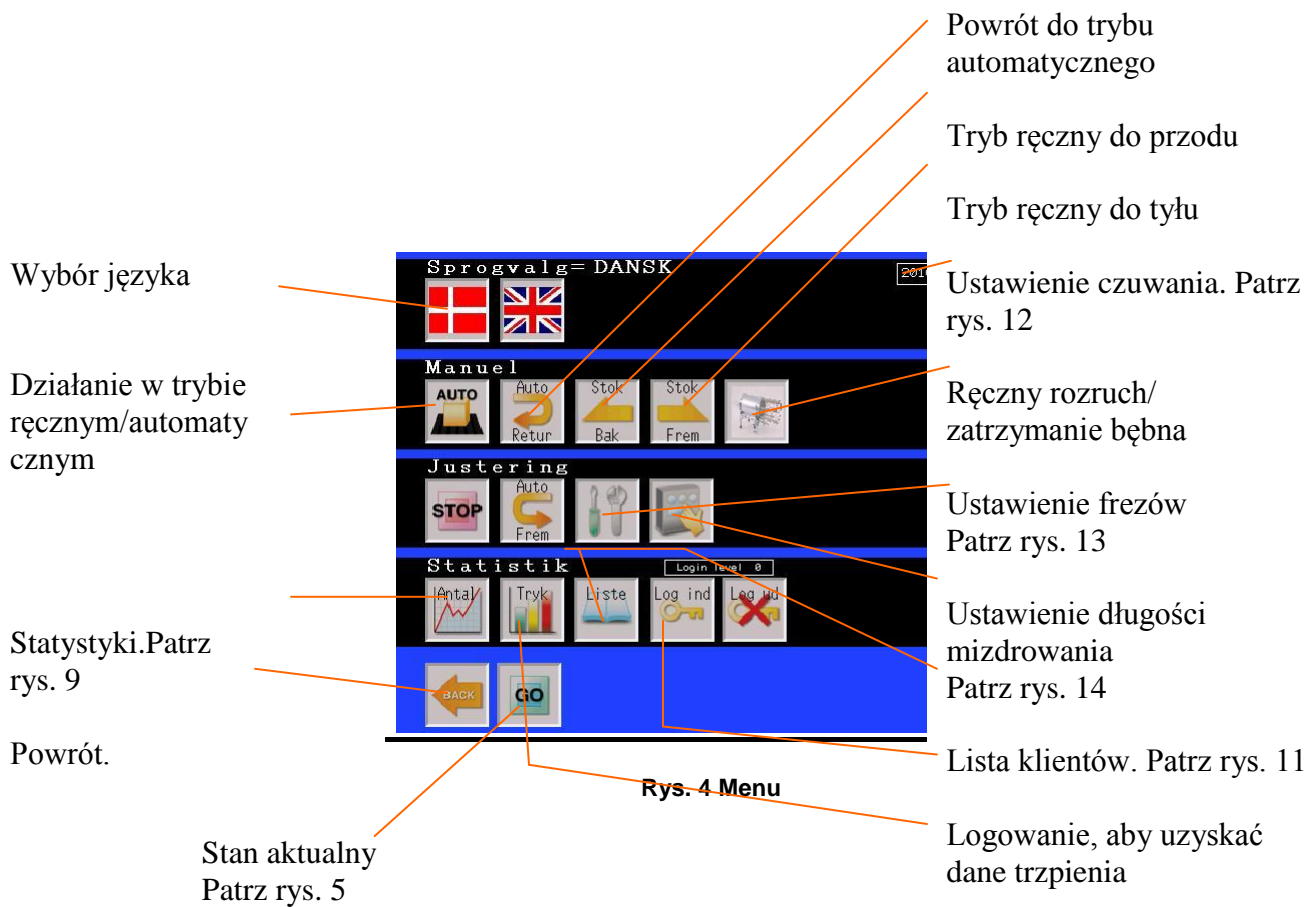 Powrót do trybu
automatycznego
Tryb ręczny do przodu
Tryb ręczny do tyłu
Ustawienie czuwania. Patrz
rys. 12
Ręczny rozruch/
zatrzymanie bębna
Ustawienie frezów
Patrz rys. 13
Ustawienie długości
mizdrowania
Patrz rys. 14
Lista klientów. Patrz rys. 11
Logowanie, aby uzyskać
dane trzpienia
Wybór języka
Działanie w trybie
ręcznym/automaty
cznym
Statystyki.Patrz
rys. 9
Powrót.
Stan aktualny
Patrz rys. 5
Sprogvalg= DANSK
Manuel
AUTO
Auto
Retur
Stok
Bak
Stok
Frem
Justering
STOP
Auto
Frem
Statistik
Login level 0
Antal
Tryk
Liste
Log ind
Log ud
BACK
GO
Rys. 4 Menu